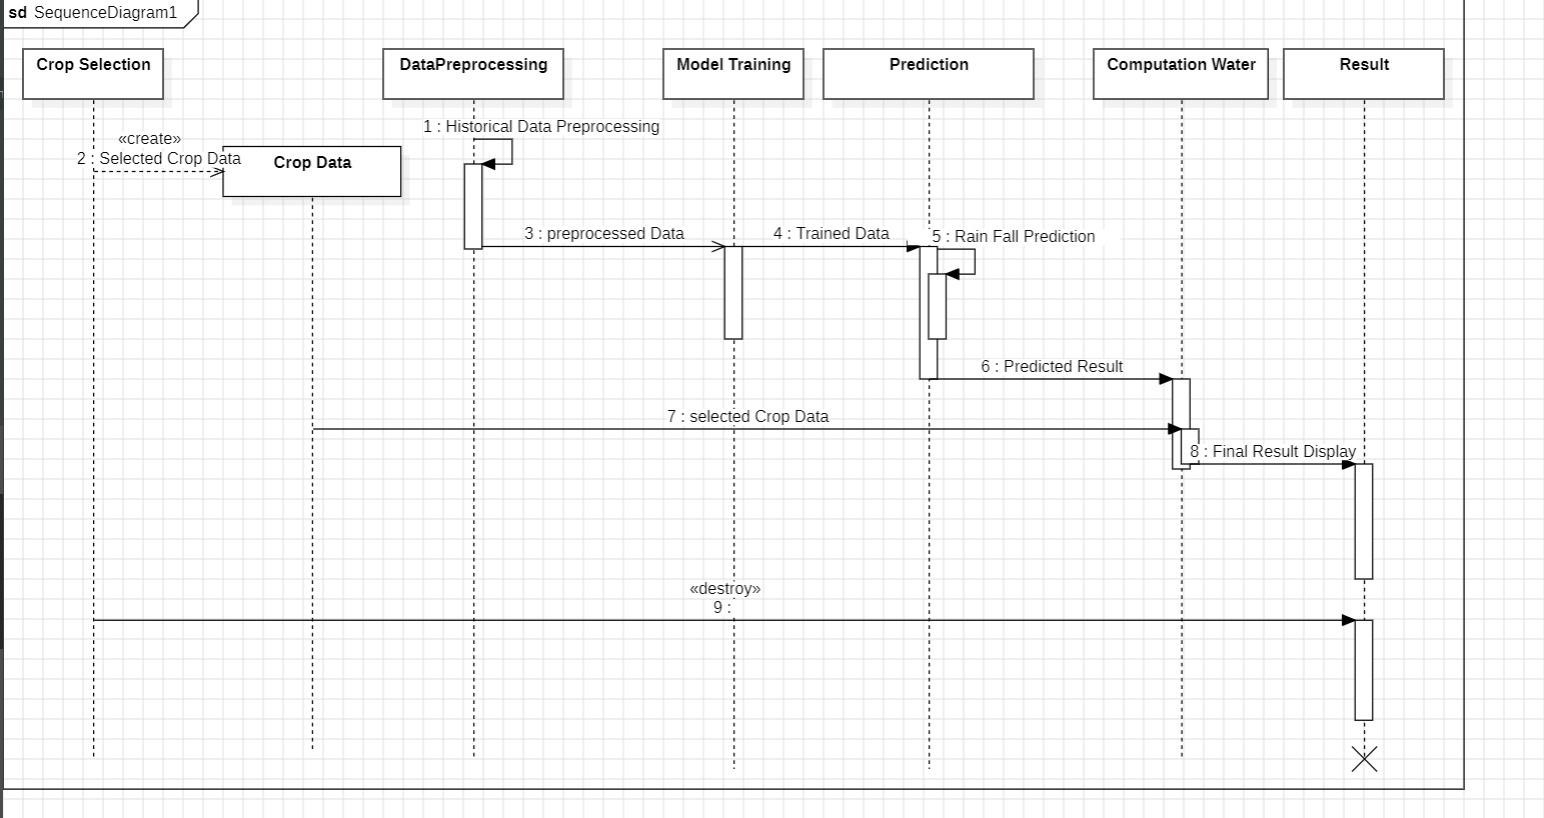 sd SequenceDiagram1
Crop Selection
DataPreprocessing
Model Training
Prediction
Computation Water
Result
1 : Historical Data Preprocessing
«create»
2 : Selected Crop Data
Crop Data
3 : preprocessed Data
4 : Trained Data
5 : Rain Fall Prediction
6 : Predicted Result
7 : selected Crop Data
8 : Final Result Display
«destroy»
9 :